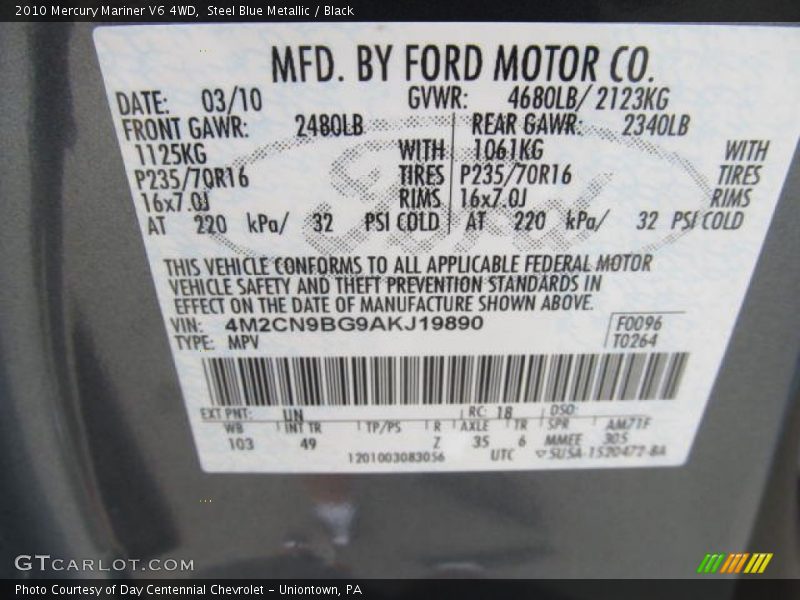 2010 Mercury Mariner V6 4WD, Steel Blue Metallic / Black
MFD. BY FORD MOTOR CO.
DATE: 03/10 GVWR: 4680LB/ 2123KG
FRONT GAWR: 2480LB REAR GAWR: 2340LB
1125KG WITH 1061KG WITH
P235/70R16 TIRES P235/70R16 TIRES
16x7.0J RIMS 16x7.0J RIMS
AT 220 kPa/ 32 PSI COLD AT 220 kPa/ 32 PSI COLD
Ford
THIS VEHICLE CONFORMS TO ALL APPLICABLE FEDERAL MOTOR
VEHICLE SAFETY AND THEFT PREVENTION STANDARDS IN
EFFECT ON THE DATE OF MANUFACTURE SHOWN ABOVE.
VIN: 4M2CN9BG9AKJ19890 F0096
TYPE: MPV T0264
EXT PNT: UN RC: 18 DSO:
WB INT TR TP/PS R AXLE TR SPR AM71F
103 49 Z 35 6 MMEE 305
1201003083056 UTC ▽5U5A-1520472-BA
GTCARLOT.COM
Photo Courtesy of Day Centennial Chevrolet - Uniontown, PA